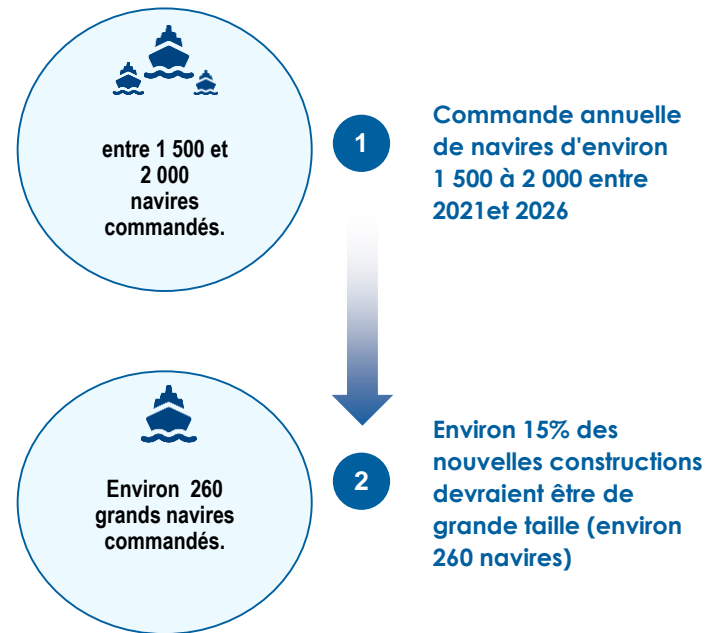 entre 1 500 et
2 000
navires
commandés.
1
Commande annuelle
de navires d'environ
1 500 à 2 000 entre
2021et 2026
Environ  260
grands navires
commandés.
2
Environ 15% des
nouvelles constructions
devraient être de
grande taille (environ
260 navires)